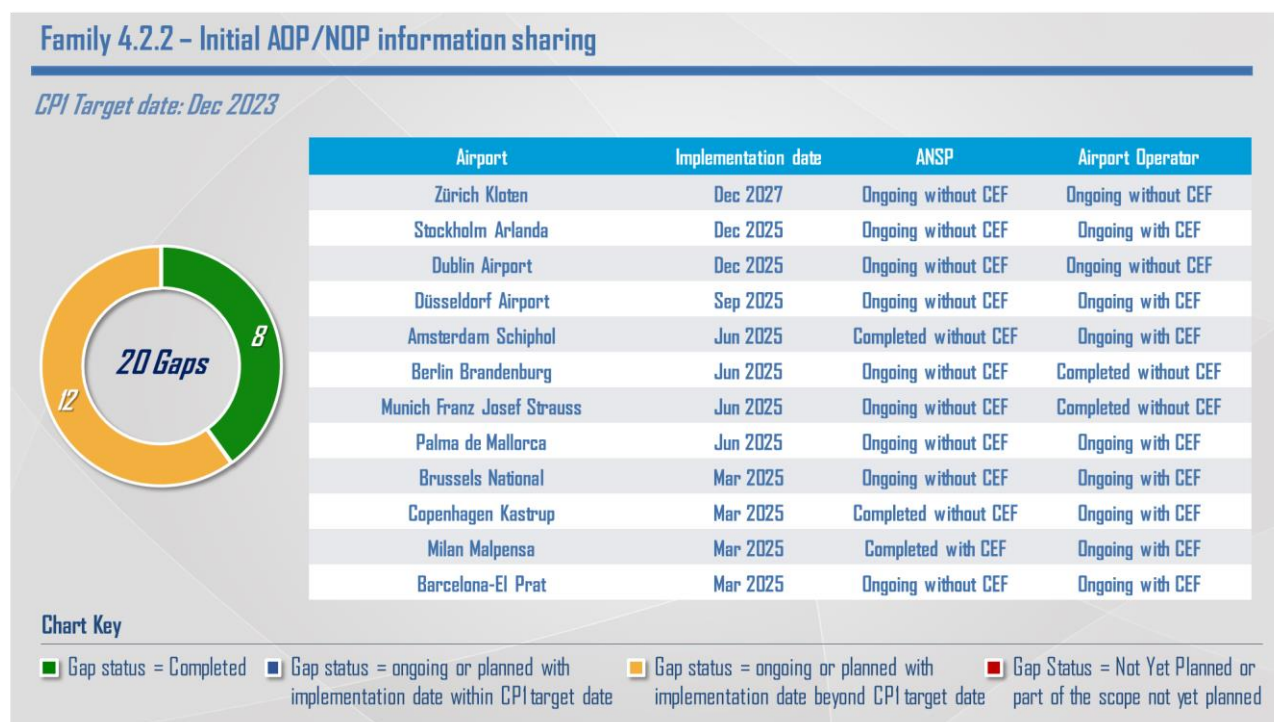 Family 4.2.2 – Initial AOP/NOP information sharing
CP1 Target date: Dec 2023
Airport Implementation date ANSP Airport Operator
Zürich Kloten Dec 2027 Ongoing without CEF Ongoing without CEF
Stockholm Arlanda Dec 2025 Ongoing without CEF Ongoing with CEF
Dublin Airport Dec 2025 Ongoing without CEF Ongoing without CEF
Düsseldorf Airport Sep 2025 Ongoing without CEF Ongoing with CEF
Amsterdam Schiphol Jun 2025 Completed without CEF Ongoing with CEF
Berlin Brandenburg Jun 2025 Ongoing without CEF Completed without CEF
Munich Franz Josef Strauss Jun 2025 Ongoing without CEF Completed without CEF
Palma de Mallorca Jun 2025 Ongoing without CEF Ongoing with CEF
Brussels National Mar 2025 Ongoing without CEF Ongoing with CEF
Copenhagen Kastrup Mar 2025 Completed without CEF Ongoing with CEF
Milan Malpensa Mar 2025 Completed with CEF Ongoing with CEF
Barcelona-El Prat Mar 2025 Ongoing without CEF Ongoing with CEF
8
20 Gaps
12
Chart Key
Gap status = Completed
Gap status = ongoing or planned with
implementation date within CP1 target date
Gap status = ongoing or planned with
implementation date beyond CP1 target date
Gap Status = Not Yet Planned or
part of the scope not yet planned